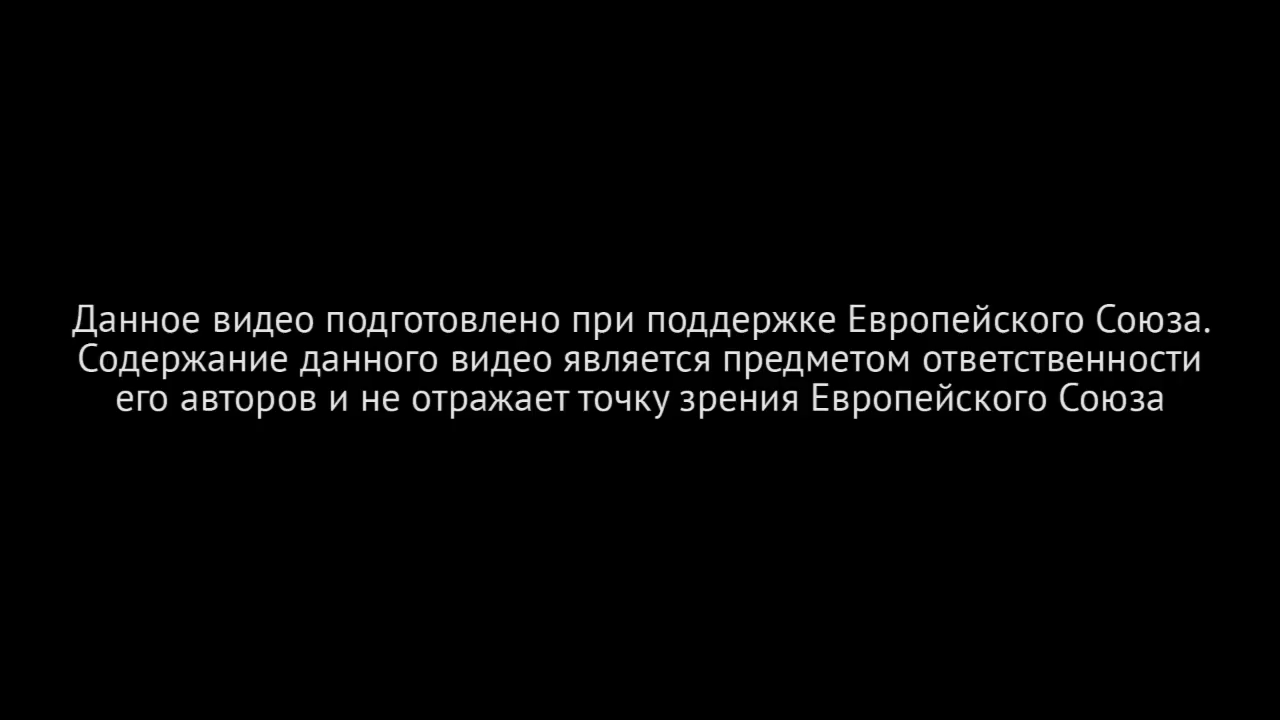 Данное видео подготовлено при поддержке Европейского Союза.
Содержание данного видео является предметом ответственности
его авторов и не отражает точку зрения Европейского Союза